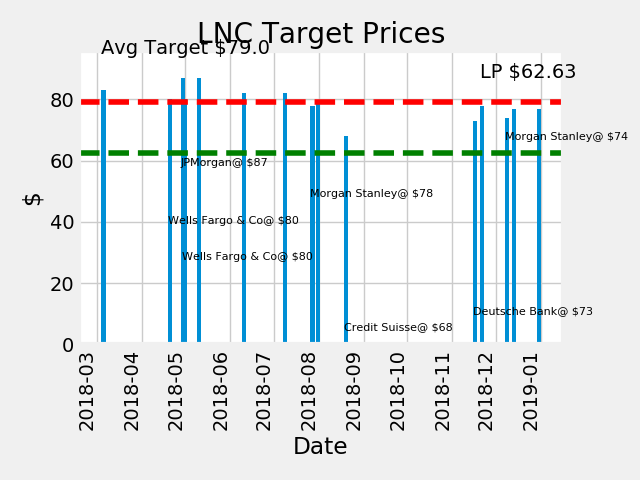 LNC Target Prices
Avg Target $79.0
LP $62.63
80
60
40
20
0
$
Morgan Stanley@ $74
JPMorgan@ $87
Morgan Stanley@ $78
Wells Fargo & Co@ $80
Wells Fargo & Co@ $80
Deutsche Bank@ $73
Credit Suisse@ $68
2018-03
2018-04
2018-05
2018-06
2018-07
2018-08
2018-09
2018-10
2018-11
2018-12
2019-01
Date